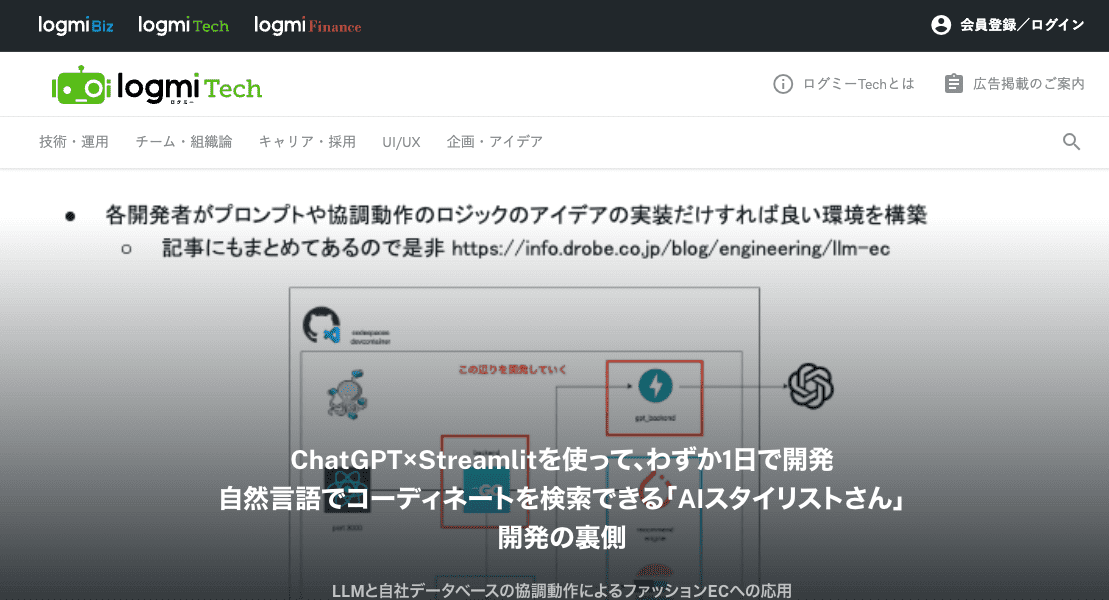 logmi Biz logmi Tech logmi Finance 会員登録／ログイン
logmi Tech ログミーTechとは 広告掲載のご案内
ログミー
技術・運用 チーム・組織論 キャリア・採用 UI/UX 企画・アイデア
● 各開発者がプロンプトや協調動作のロジックのアイデアの実装だけすれば良い環境を構築
○ 記事にもまとめてあるので是非 https://info.drobe.co.jp/blog/engineering/llm-ec
codespaces
devcontainer
この辺りを開発していく
gpt_backend
ChatGPT×Streamlitを使って、わずか1日で開発
自然言語でコーディネートを検索できる「AIスタイリストさん」
開発の裏側
recommend
engine
LLMと自社データベースの協調動作によるファッションECへの応用